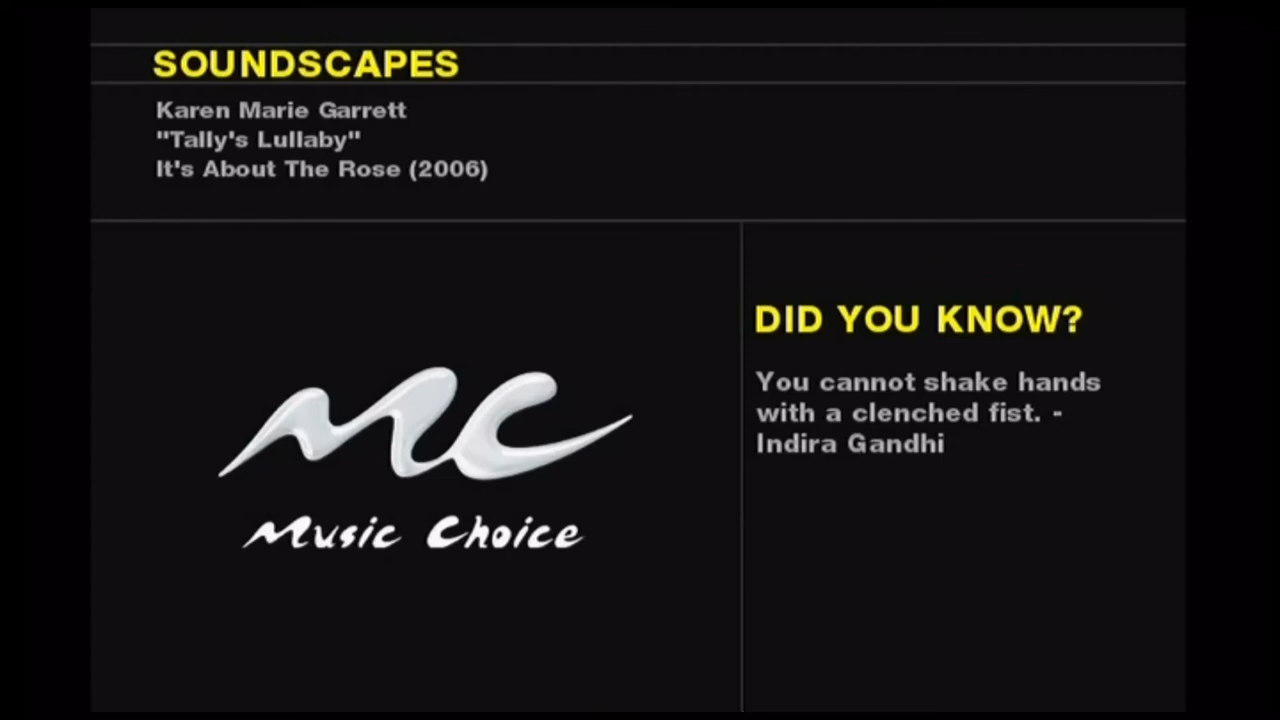 SOUNDSCAPES
Karen Marie Garrett
"Tally's Lullaby"
It's About The Rose (2006)
DID YOU KNOW?
You cannot shake hands
with a clenched fist. -
Indira Gandhi
MC
Music Choice